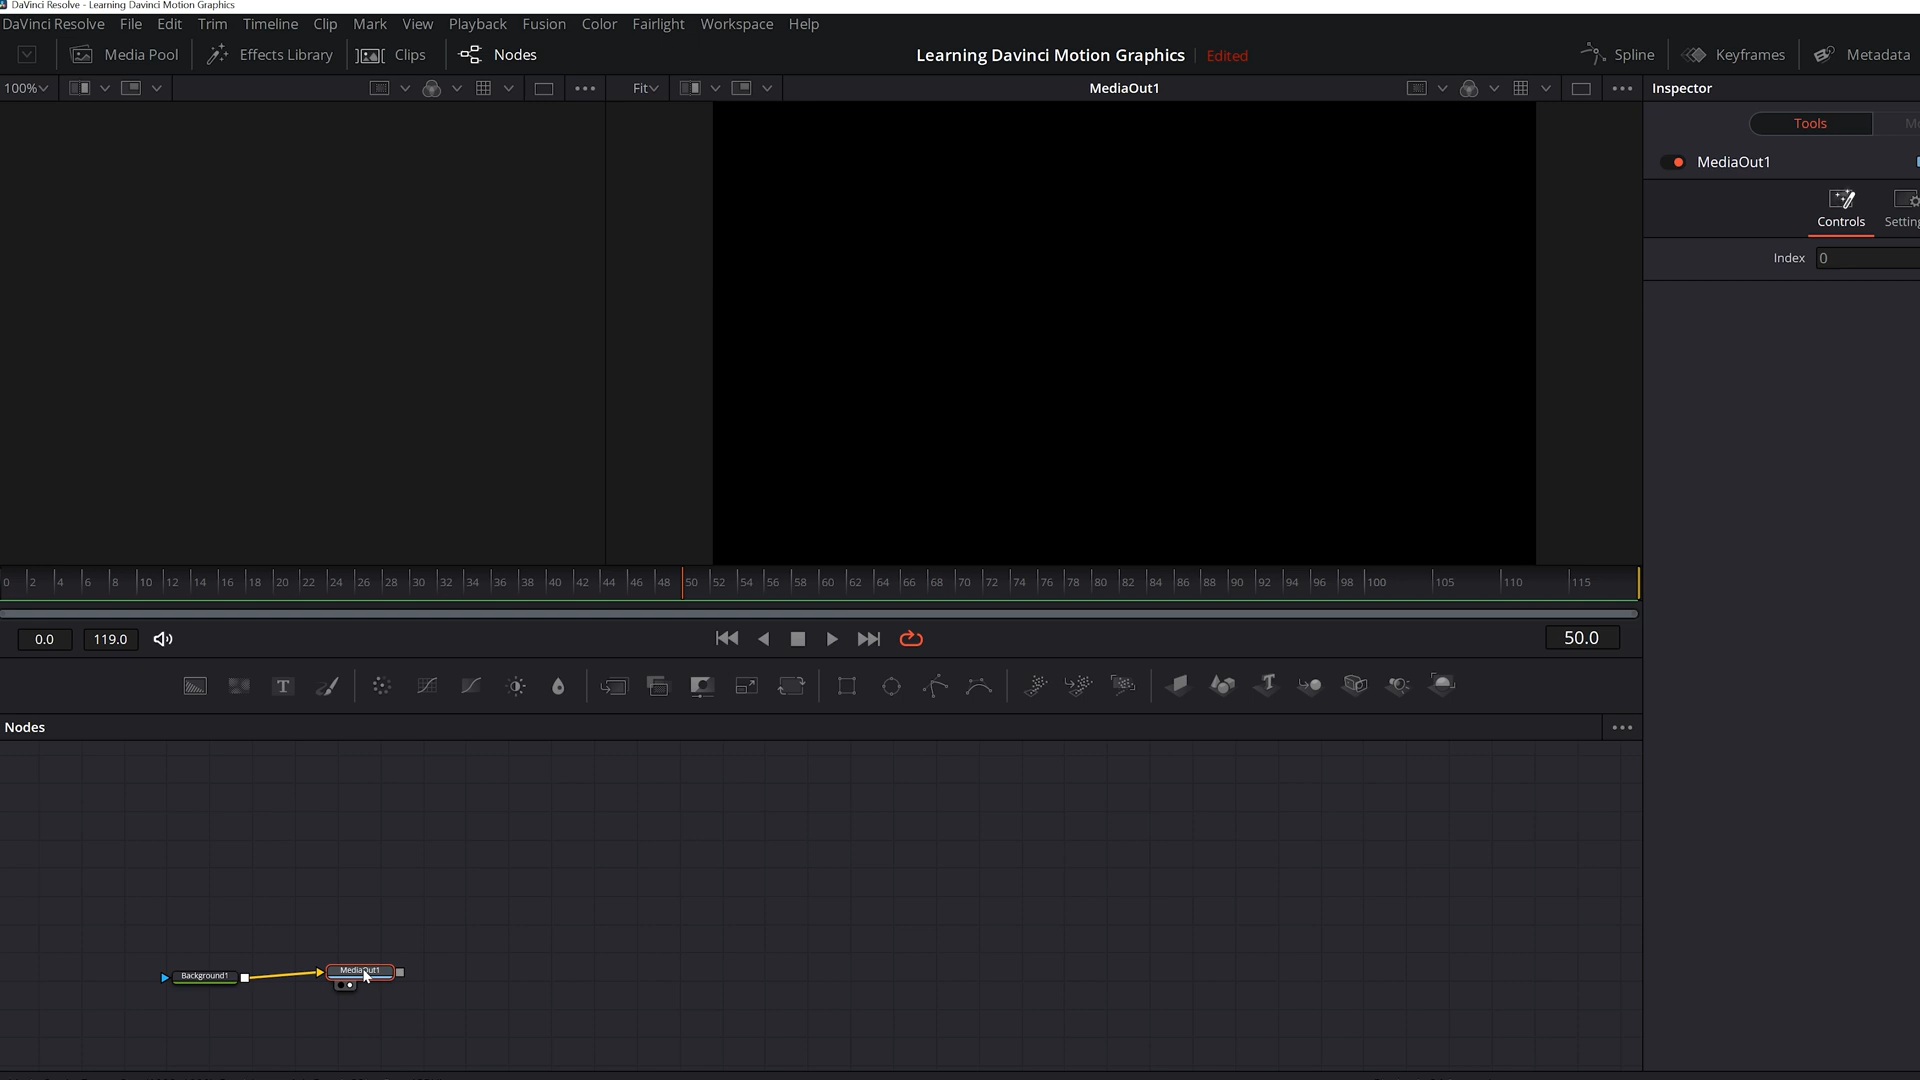 DaVinci Resolve - Learning Davinci Motion Graphics
DaVinci Resolve File Edit Trim Timeline Clip Mark View Playback Fusion Color Fairlight Workspace Help
Media Pool Effects Library Clips Nodes Learning Davinci Motion Graphics Edited Spline Keyframes Metadata
100% Fit MediaOut1 Inspector
Tools
MediaOut1
Controls Setting
Index 0
0 2 4 6 8 10 12 14 16 18 20 22 24 26 28 30 32 34 36 38 40 42 44 46 48 50 52 54 56 58 60 62 64 66 68 70 72 74 76 78 80 82 84 86 88 90 92 94 96 98 100 105 110 115
0.0 119.0 50.0
Nodes
Background1 MediaOut1